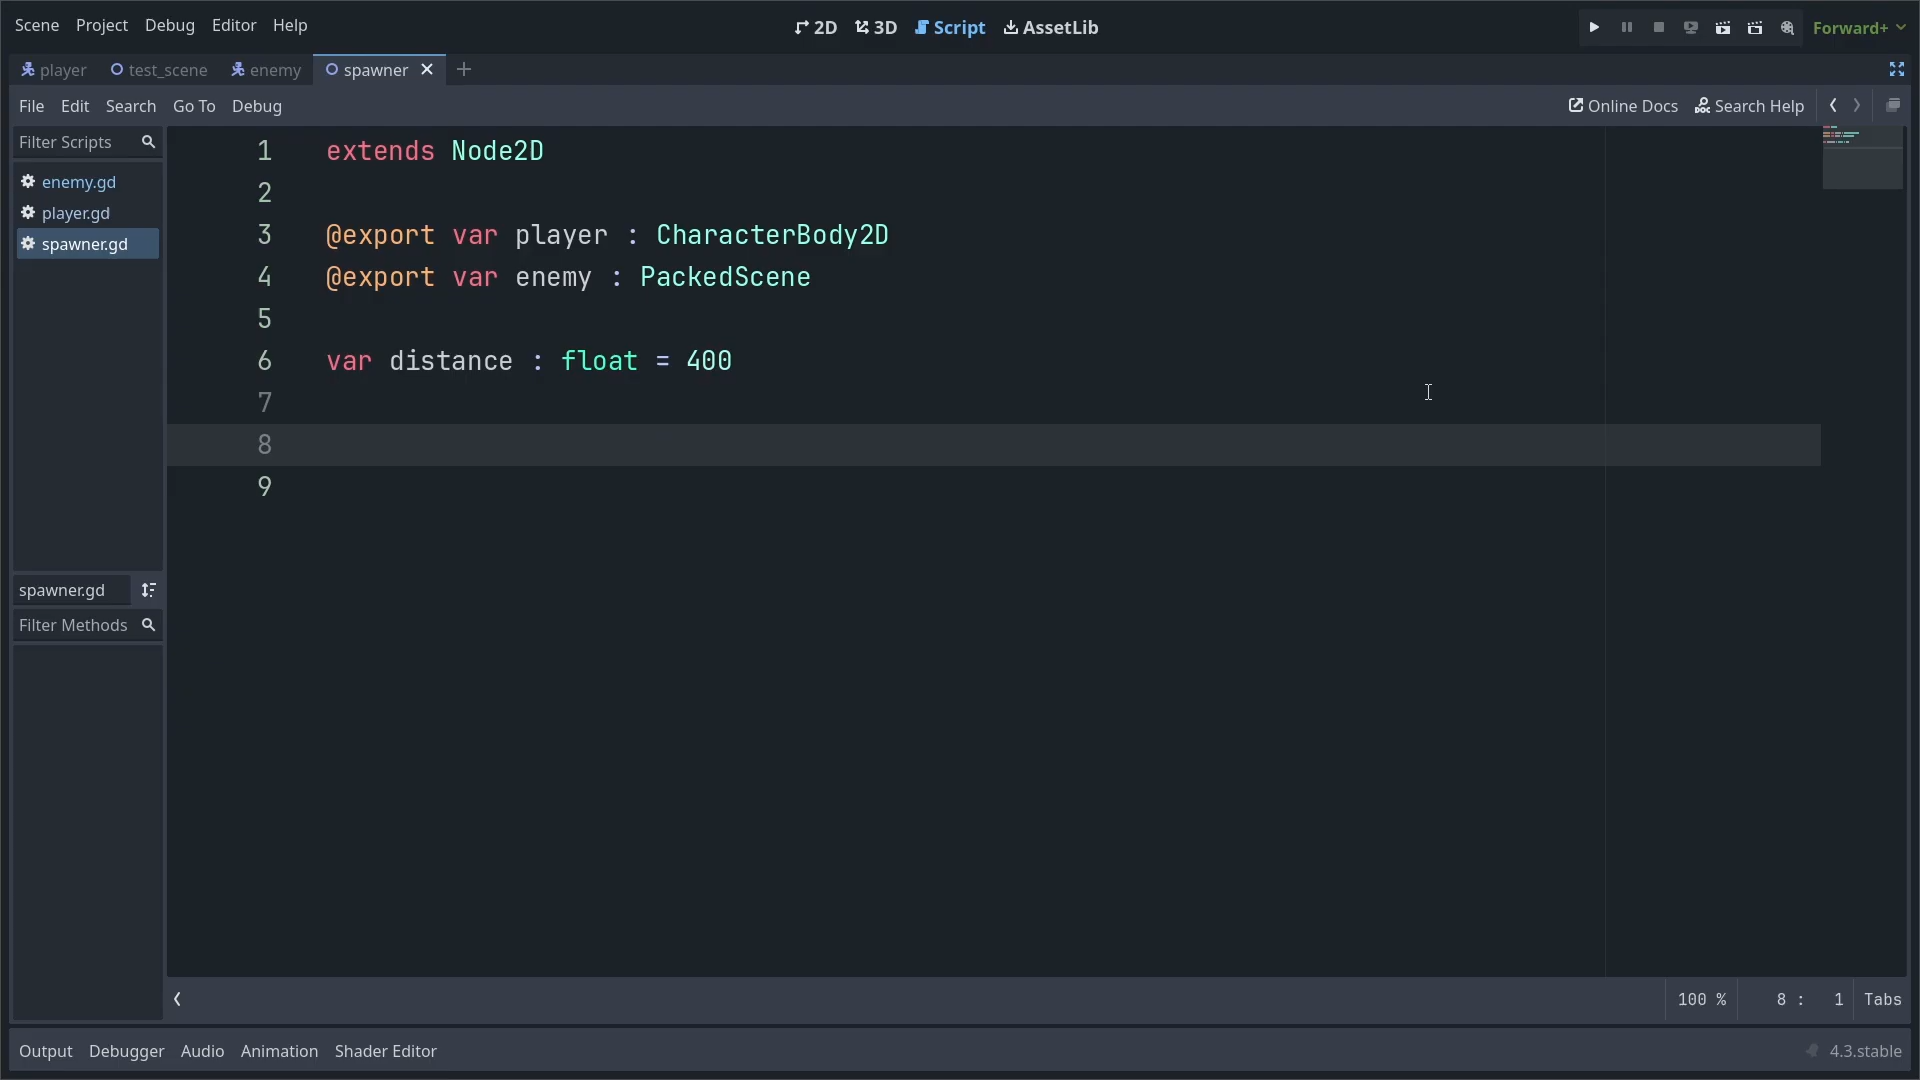 Scene Project Debug Editor Help
2D 3D Script AssetLib
Forward+
player test_scene enemy spawner
File Edit Search Go To Debug
Online Docs Search Help
Filter Scripts
enemy.gd
player.gd
spawner.gd
spawner.gd
Filter Methods
1 extends Node2D
2
3 @export var player : CharacterBody2D
4 @export var enemy : PackedScene
5
6 var distance : float = 400
7
8
9
100 % 8 : 1 Tabs
Output Debugger Audio Animation Shader Editor
4.3.stable